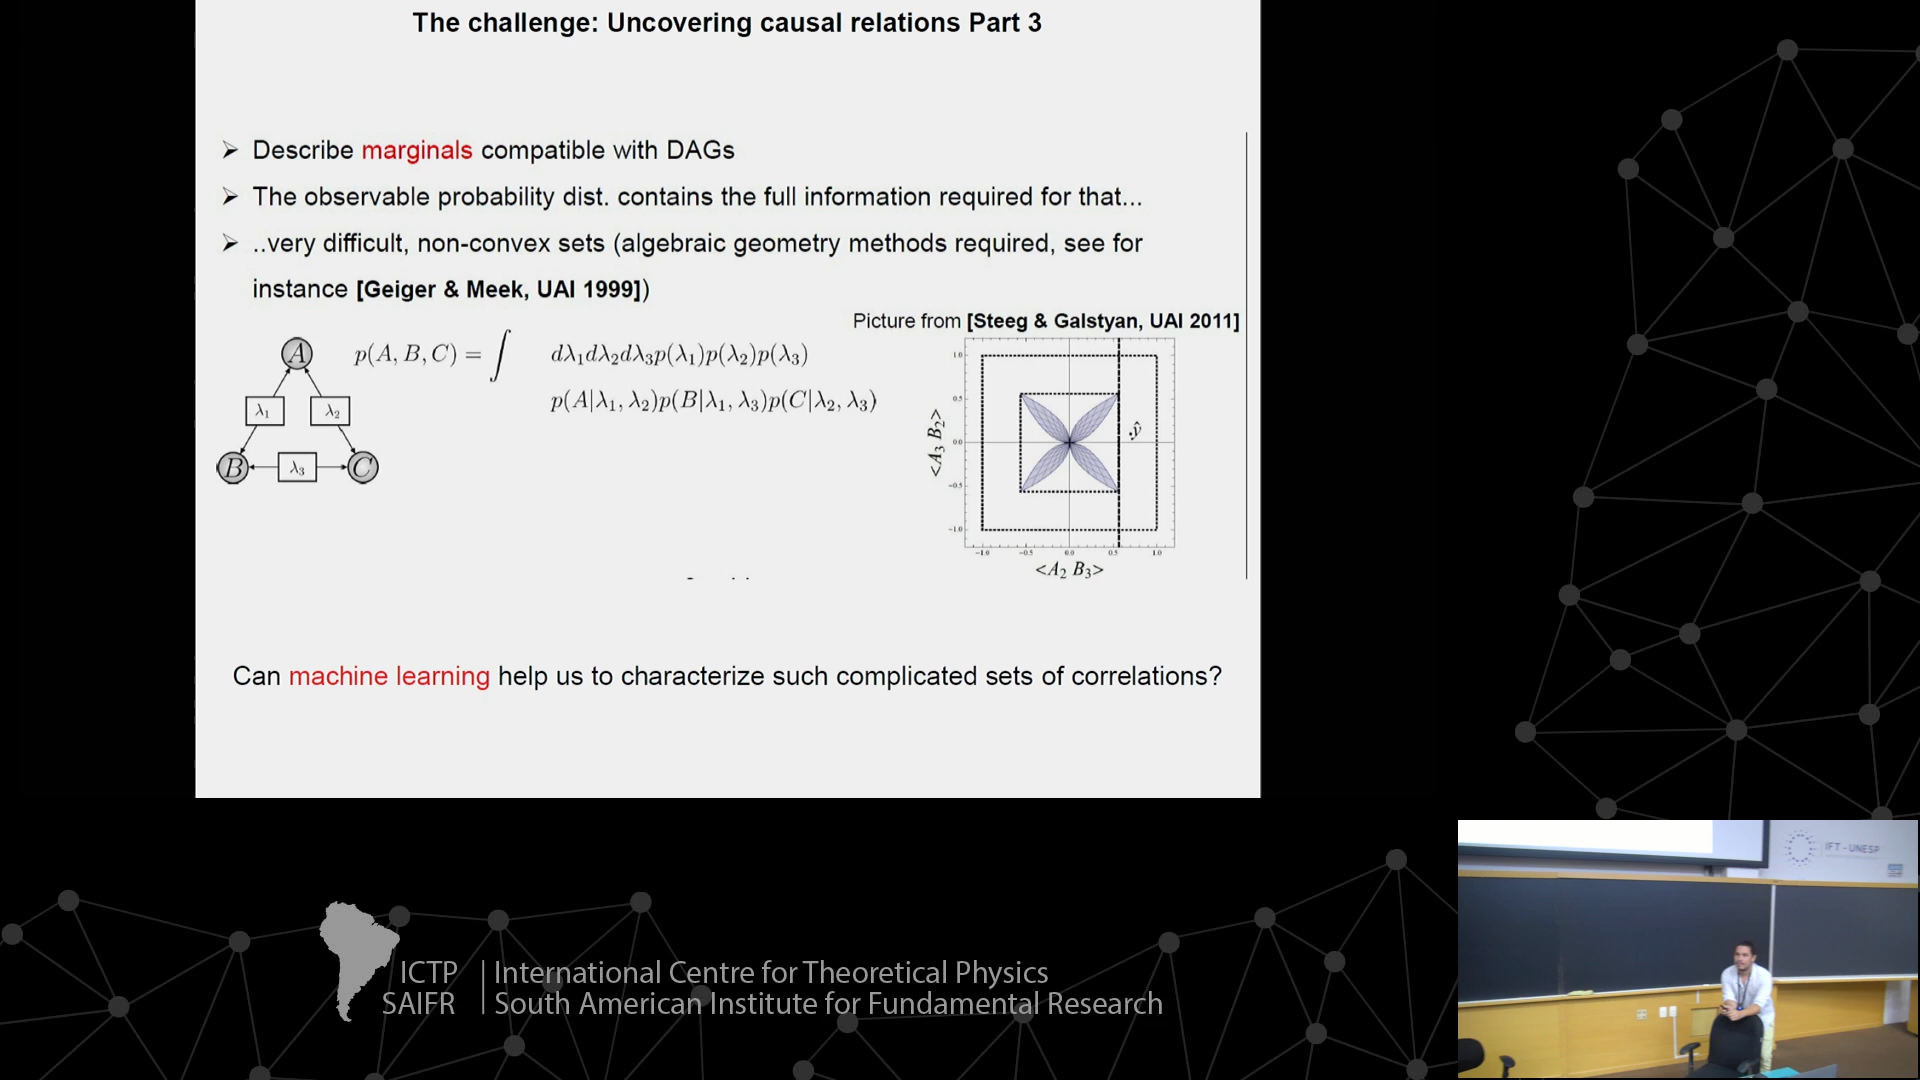 The challenge: Uncovering causal relations Part 3
Describe marginals compatible with DAGs
The observable probability dist. contains the full information required for that...
..very difficult, non-convex sets (algebraic geometry methods required, see for
instance [Geiger & Meek, UAI 1999])
Picture from [Steeg & Galstyan, UAI 2011]
A
λ₁ λ₂
B λ₃ C
p(A, B, C) = ∫ dλ₁dλ₂dλ₃p(λ₁)p(λ₂)p(λ₃)
p(A|λ₁, λ₂)p(B|λ₁, λ₃)p(C|λ₂, λ₃)
<A₃ B₂>
1.0
0.5
0.0
-0.5
-1.0
ŷ
-1.0 -0.5 0.0 0.5 1.0
<A₂ B₃>
Can machine learning help us to characterize such complicated sets of correlations?
IFT - UNESP
ICTP | International Centre for Theoretical Physics
SAIFR | South American Institute for Fundamental Research